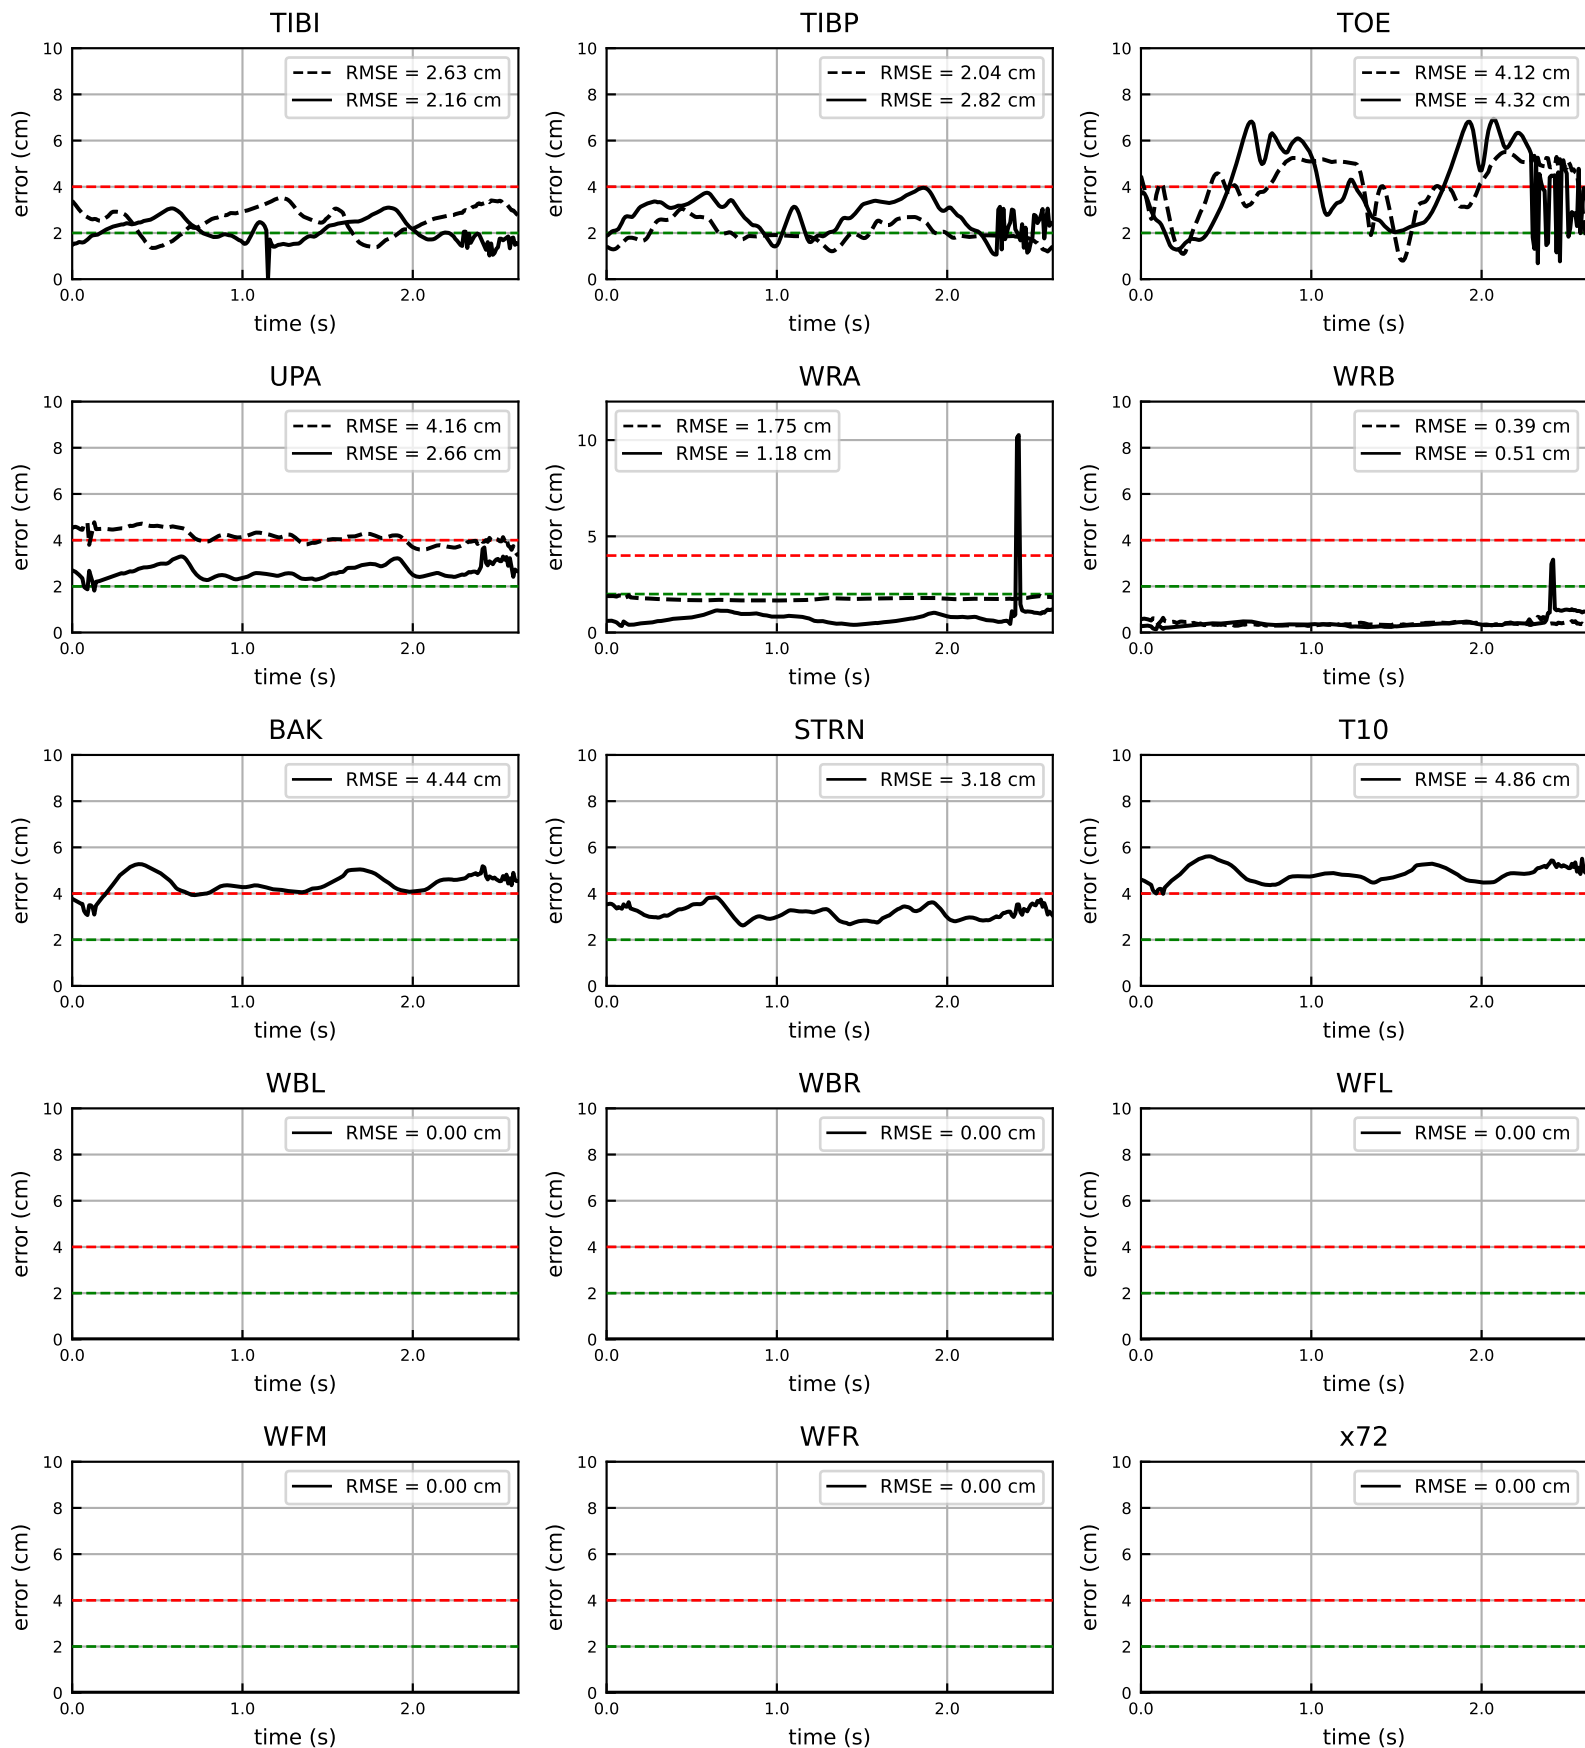 TIBI
TIBP
TOE
RMSE = 2.63 cm
RMSE = 2.16 cm
error (cm)
0 2 4 6 8 10
0.0 1.0 2.0
time (s)
RMSE = 2.04 cm
RMSE = 2.82 cm
error (cm)
0 2 4 6 8 10
0.0 1.0 2.0
time (s)
RMSE = 4.12 cm
RMSE = 4.32 cm
error (cm)
0 2 4 6 8 10
0.0 1.0 2.0
time (s)
UPA
WRA
WRB
RMSE = 4.16 cm
RMSE = 2.66 cm
error (cm)
0 2 4 6 8 10
0.0 1.0 2.0
time (s)
RMSE = 1.75 cm
RMSE = 1.18 cm
error (cm)
0 5 10
0.0 1.0 2.0
time (s)
RMSE = 0.39 cm
RMSE = 0.51 cm
error (cm)
0 2 4 6 8 10
0.0 1.0 2.0
time (s)
BAK
STRN
T10
RMSE = 4.44 cm
error (cm)
0 2 4 6 8 10
0.0 1.0 2.0
time (s)
RMSE = 3.18 cm
error (cm)
0 2 4 6 8 10
0.0 1.0 2.0
time (s)
RMSE = 4.86 cm
error (cm)
0 2 4 6 8 10
0.0 1.0 2.0
time (s)
WBL
WBR
WFL
RMSE = 0.00 cm
error (cm)
0 2 4 6 8 10
0.0 1.0 2.0
time (s)
RMSE = 0.00 cm
error (cm)
0 2 4 6 8 10
0.0 1.0 2.0
time (s)
RMSE = 0.00 cm
error (cm)
0 2 4 6 8 10
0.0 1.0 2.0
time (s)
WFM
WFR
x72
RMSE = 0.00 cm
error (cm)
0 2 4 6 8 10
0.0 1.0 2.0
time (s)
RMSE = 0.00 cm
error (cm)
0 2 4 6 8 10
0.0 1.0 2.0
time (s)
RMSE = 0.00 cm
error (cm)
0 2 4 6 8 10
0.0 1.0 2.0
time (s)